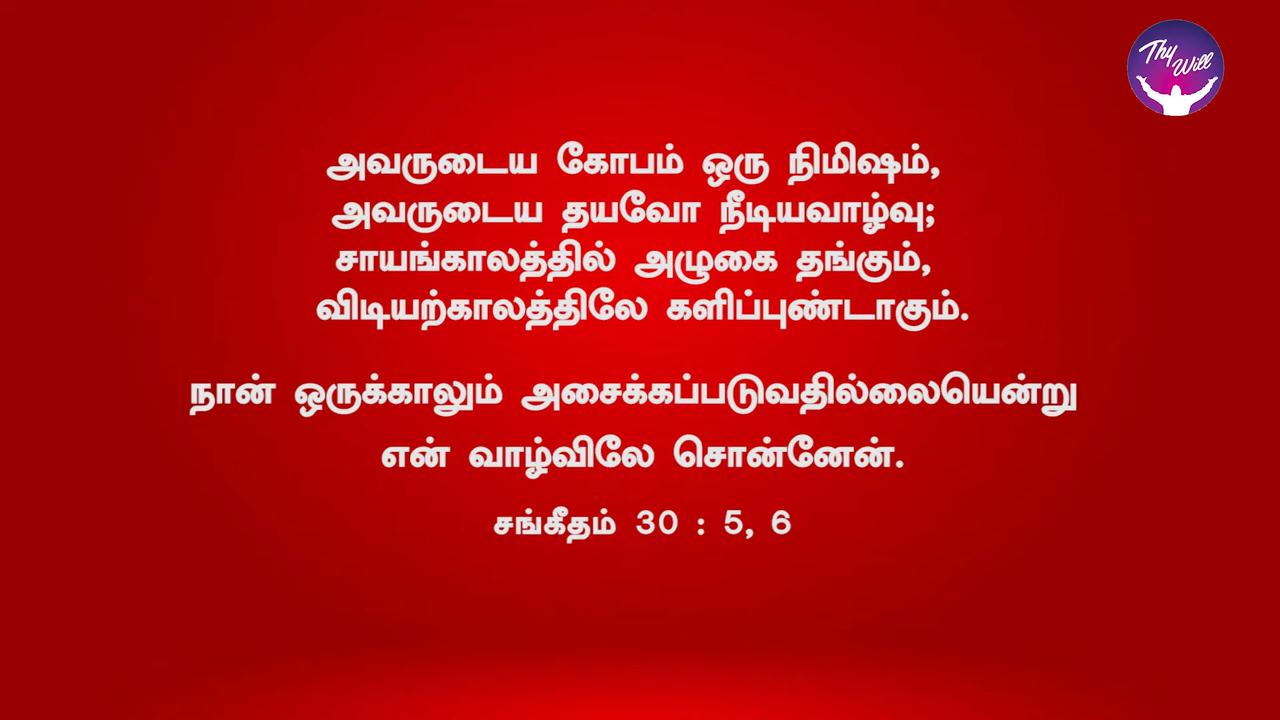 Thy Will
அவருடைய கோபம் ஒரு நிமிஷம்,
அவருடைய தயவோ நீடியவாழ்வு;
சாயங்காலத்தில் அழுகை தங்கும்,
விடியற்காலத்திலே களிப்புண்டாகும்.
நான் ஒருக்காலும் அசைக்கப்படுவதில்லையென்று
என் வாழ்விலே சொன்னேன்.
சங்கீதம் 30 : 5, 6